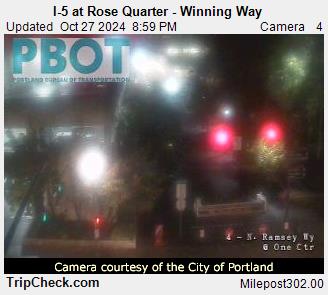 I-5 at Rose Quarter - Winning Way
Updated Oct 27 2024 8:59 PM Camera 4
PBOT
PORTLAND BUREAU OF TRANSPORTATION
4 - N. Ramsey Wy
@ One Ctr
Camera courtesy of the City of Portland
TripCheck.com Milepost302.00